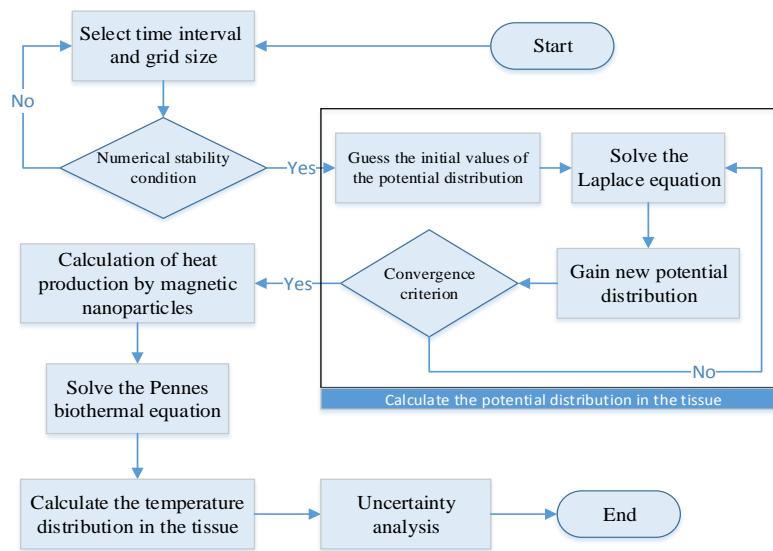 Start
Select time interval
and grid size
No
Numerical stability
condition
Yes
Guess the initial values of
the potential distribution
Solve the
Laplace equation
Gain new potential
distribution
Convergence
criterion
No
Yes
Calculate the potential distribution in the tissue
Calculation of heat
production by magnetic
nanoparticles
Solve the Pennes
biothermal equation
Calculate the temperature
distribution in the tissue
Uncertainty
analysis
End